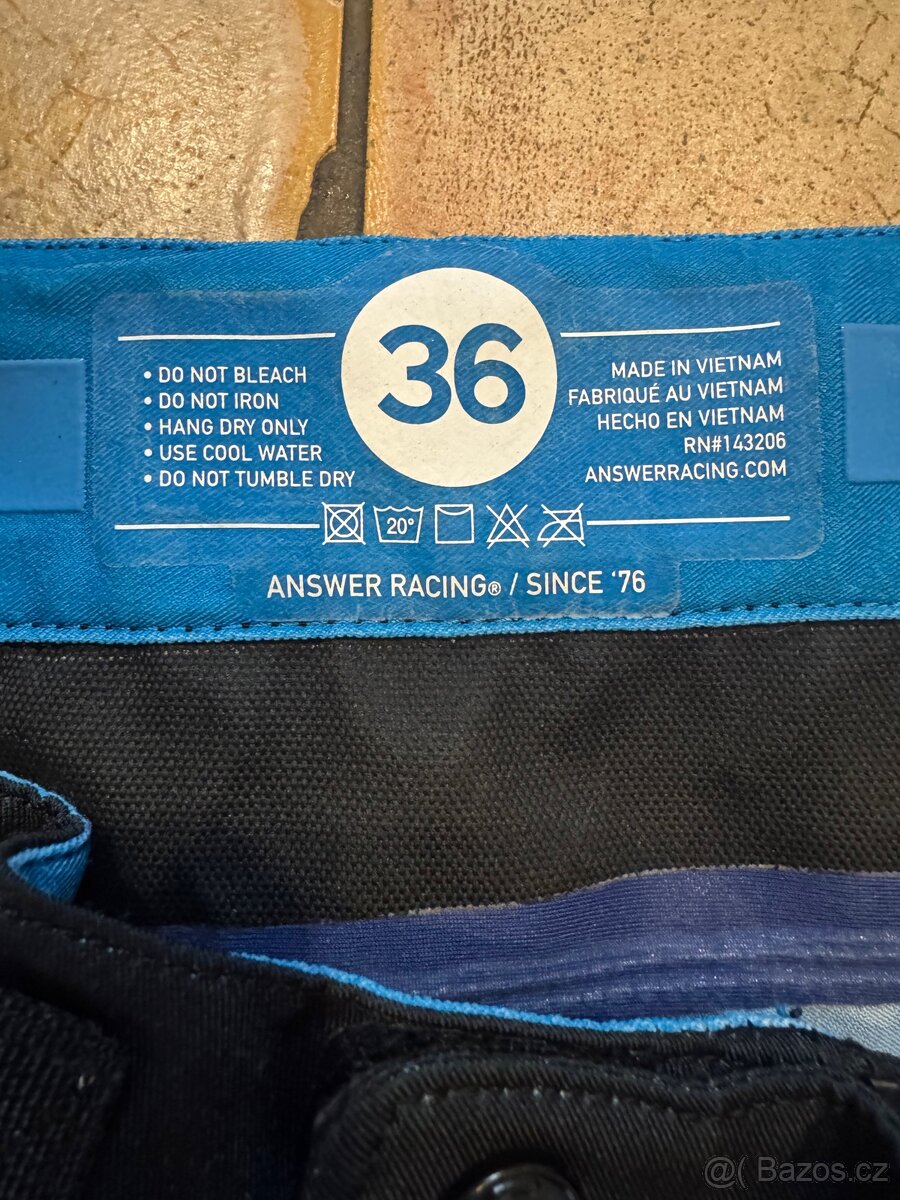 36
• DO NOT BLEACH
• DO NOT IRON
• HANG DRY ONLY
• USE COOL WATER
• DO NOT TUMBLE DRY
MADE IN VIETNAM
FABRIQUÉ AU VIETNAM
HECHO EN VIETNAM
RN#143206
ANSWERRACING.COM
20°
ANSWER RACING® / SINCE '76
@( Bazos.cz